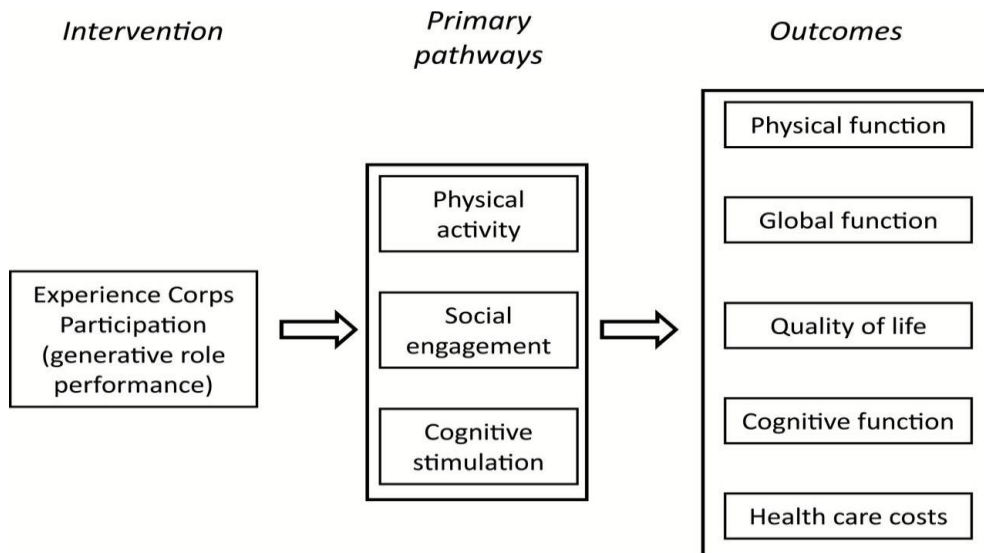 Intervention
Primary
pathways
Outcomes
Experience Corps
Participation
(generative role
performance)
Physical
activity
Social
engagement
Cognitive
stimulation
Physical function
Global function
Quality of life
Cognitive function
Health care costs